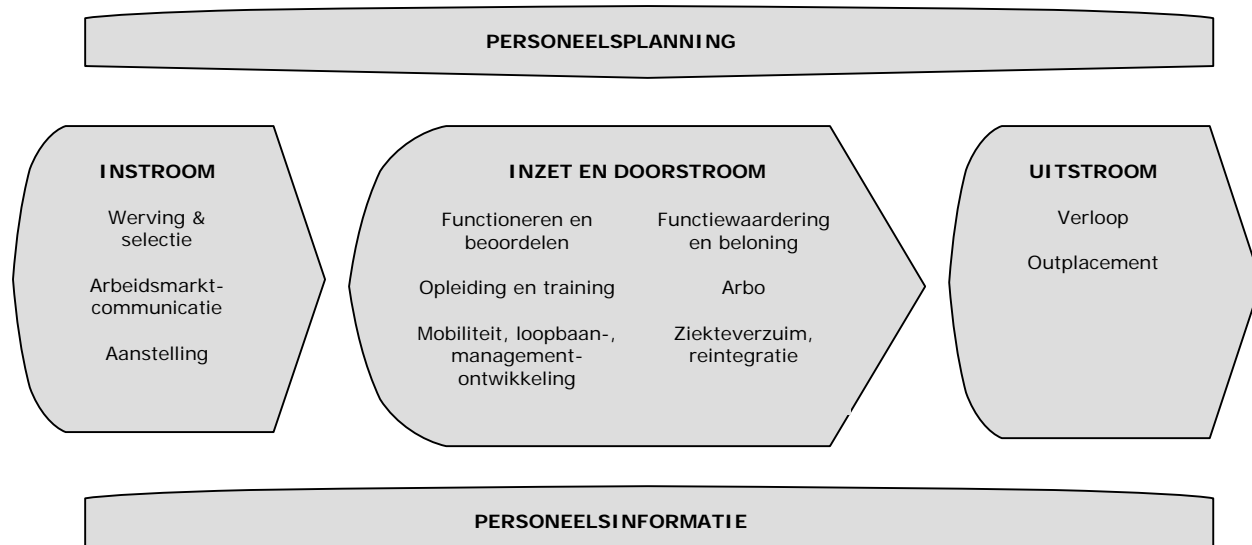 PERSONEELSPLANNING
INSTROOM
Werving &
selectie
Arbeidsmarkt-
communicatie
Aanstelling
INZET EN DOORSTROOM
Functioneren en
beoordelen
Opleiding en training
Mobiliteit, loopbaan-,
management-
ontwikkeling
Functiewaardering
en beloning
Arbo
Ziekteverzuim,
reintegratie
UITSTROOM
Verloop
Outplacement
PERSONEELSINFORMATIE